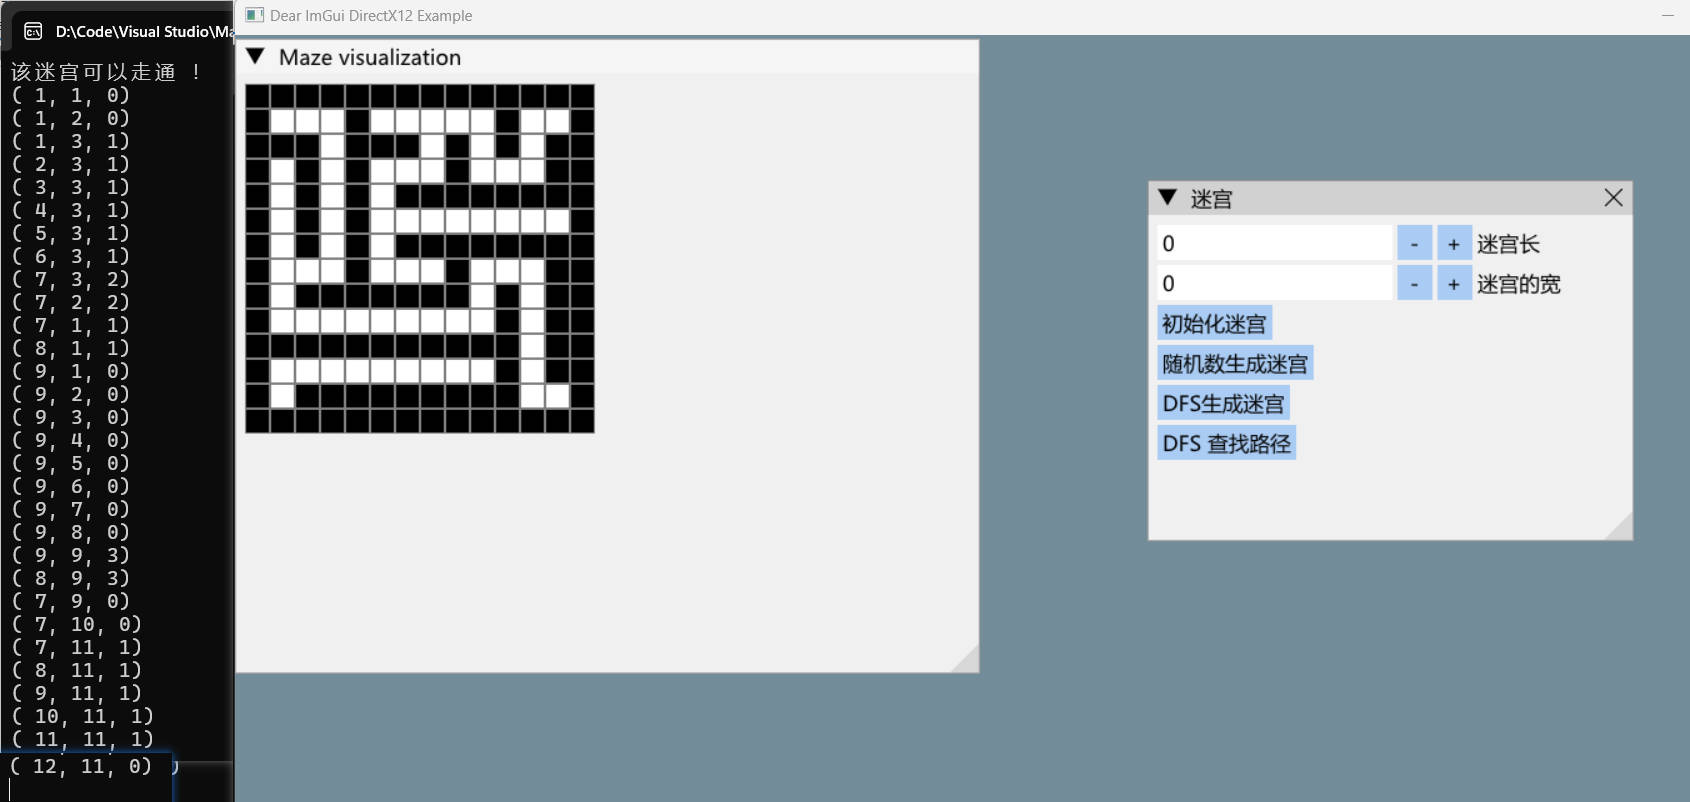 D:\Code\Visual Studio\Ma
该迷宫可以走通 !
( 1, 1, 0)
( 1, 2, 0)
( 1, 3, 1)
( 2, 3, 1)
( 3, 3, 1)
( 4, 3, 1)
( 5, 3, 1)
( 6, 3, 1)
( 7, 3, 2)
( 7, 2, 2)
( 7, 1, 1)
( 8, 1, 1)
( 9, 1, 0)
( 9, 2, 0)
( 9, 3, 0)
( 9, 4, 0)
( 9, 5, 0)
( 9, 6, 0)
( 9, 7, 0)
( 9, 8, 0)
( 9, 9, 3)
( 8, 9, 3)
( 7, 9, 0)
( 7, 10, 0)
( 7, 11, 1)
( 8, 11, 1)
( 9, 11, 1)
( 10, 11, 1)
( 11, 11, 1)
( 12, 11, 0)
Dear ImGui DirectX12 Example
Maze visualization
迷宫
0 - + 迷宫长
0 - + 迷宫的宽
初始化迷宫
随机数生成迷宫
DFS生成迷宫
DFS 查找路径